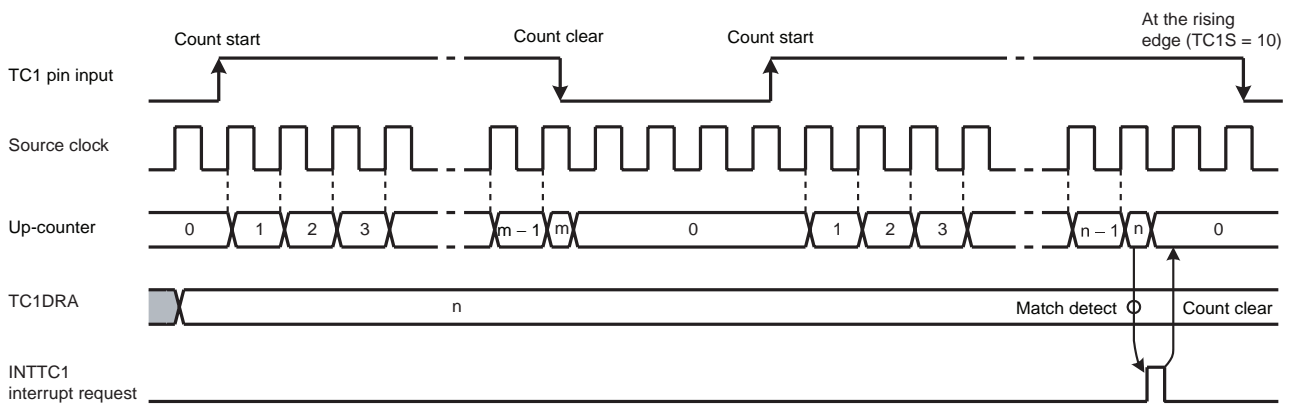 At the rising
edge (TC1S = 10)
Count start
Count clear
Count start
TC1 pin input
Source clock
Up-counter
0 1 2 3 m – 1 m 0 1 2 3 n – 1 n 0
TC1DRA
n
Match detect
Count clear
INTTC1
interrupt request